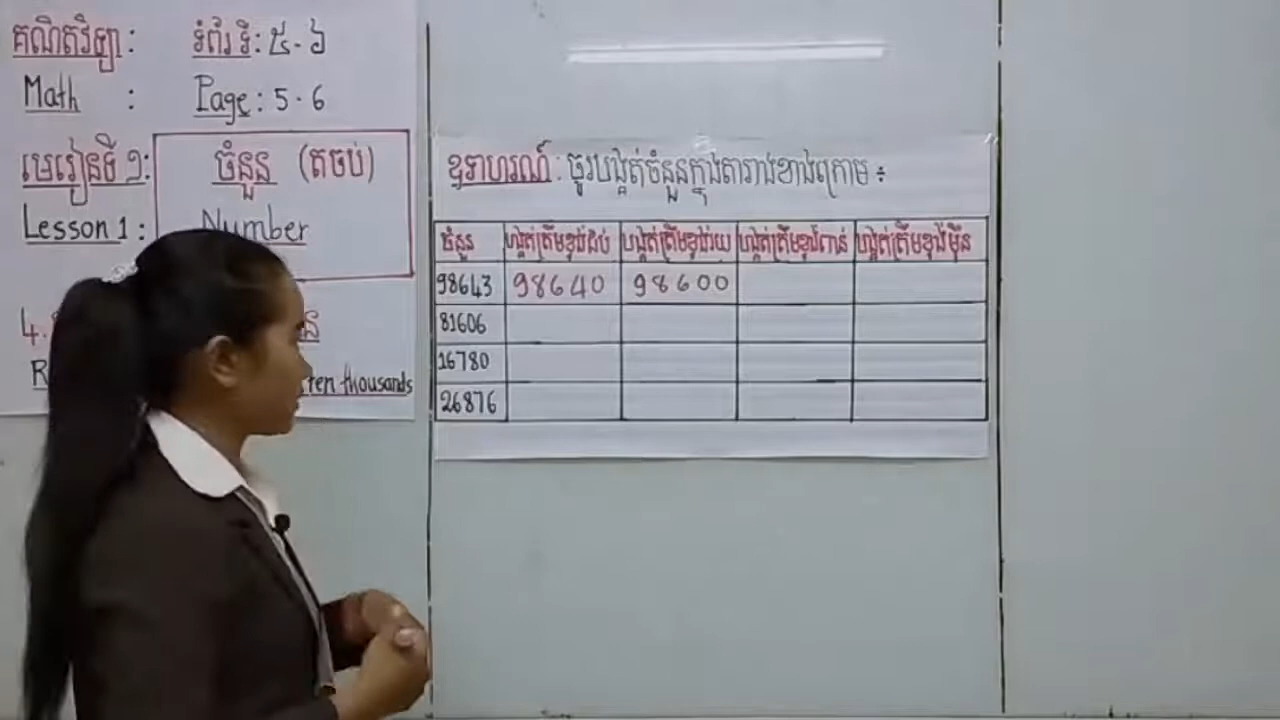 គណិតវិទ្យា : ទំព័រទី : ៥ - ៦
Math : Page : 5 - 6
មេរៀនទី ១ : ចំនួន (តចប់)
Lesson 1 : Number
៤.
R ten thousands
ឧទាហរណ៍ : ចូរបង្គត់ចំនួនក្នុងតារាងខាងក្រោម ៖
ចំនួន បង្គត់ត្រឹមខ្ទង់ដប់ បង្គត់ត្រឹមខ្ទង់រយ បង្គត់ត្រឹមខ្ទង់ពាន់ បង្គត់ត្រឹមខ្ទង់ម៉ឺន
98643 98640 98600
81606
16780
26876